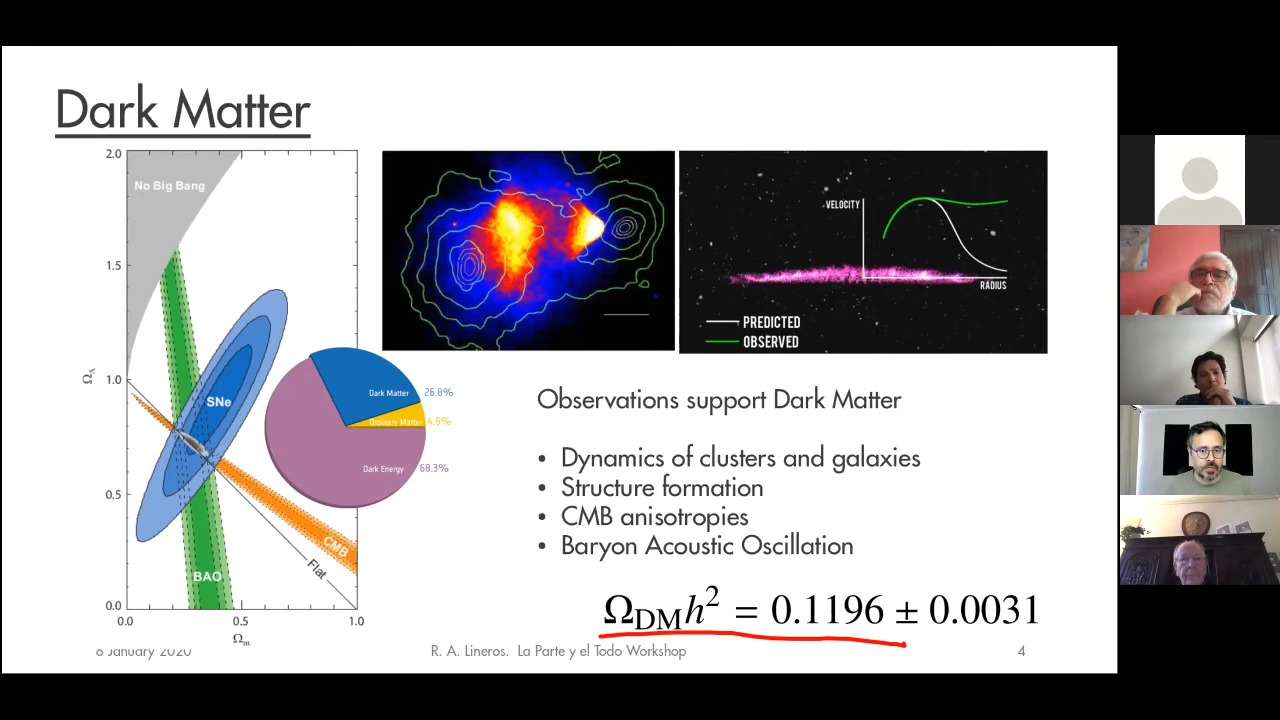 Dark Matter
2.0
No Big Bang
1.5
1.0
0.5
0.0
Ω_Λ
SNe
BAO
CMB
Flat
0.0
0.5
1.0
Ω_m
Dark Matter 26.8%
Ordinary Matter 4.9%
Dark Energy 68.3%
VELOCITY
RADIUS
PREDICTED
OBSERVED
Observations support Dark Matter
• Dynamics of clusters and galaxies
• Structure formation
• CMB anisotropies
• Baryon Acoustic Oscillation
Ω_DM h² = 0.1196 ± 0.0031
8 January 2020
R. A. Lineros. La Parte y el Todo Workshop
4